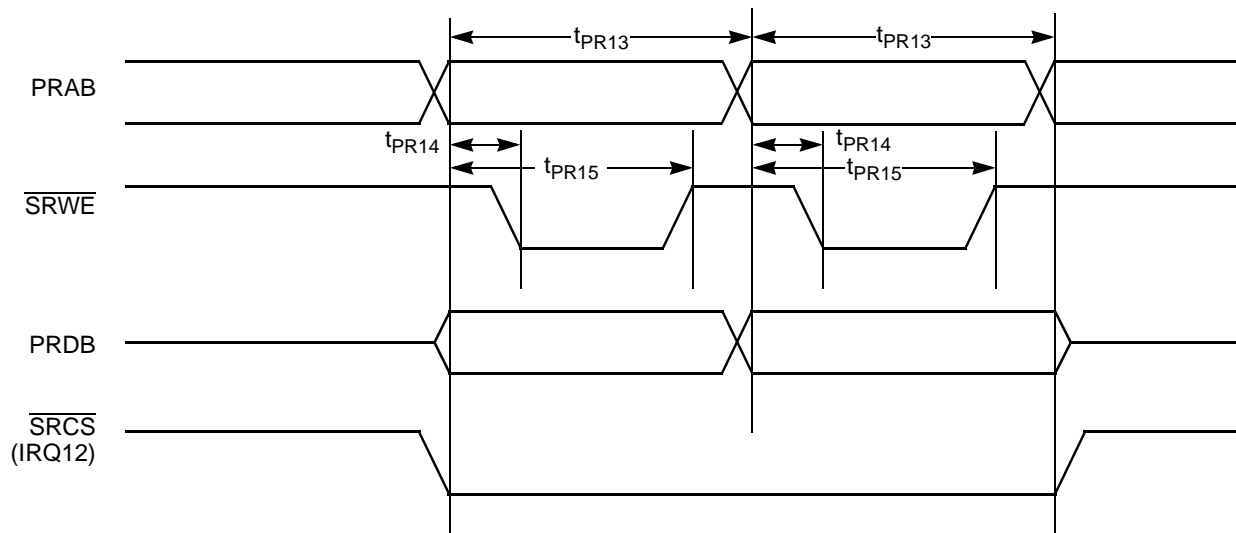 tPR13 tPR13
PRAB
tPR14 tPR14
tPR15 tPR15
SRWE
PRDB
SRCS
(IRQ12)